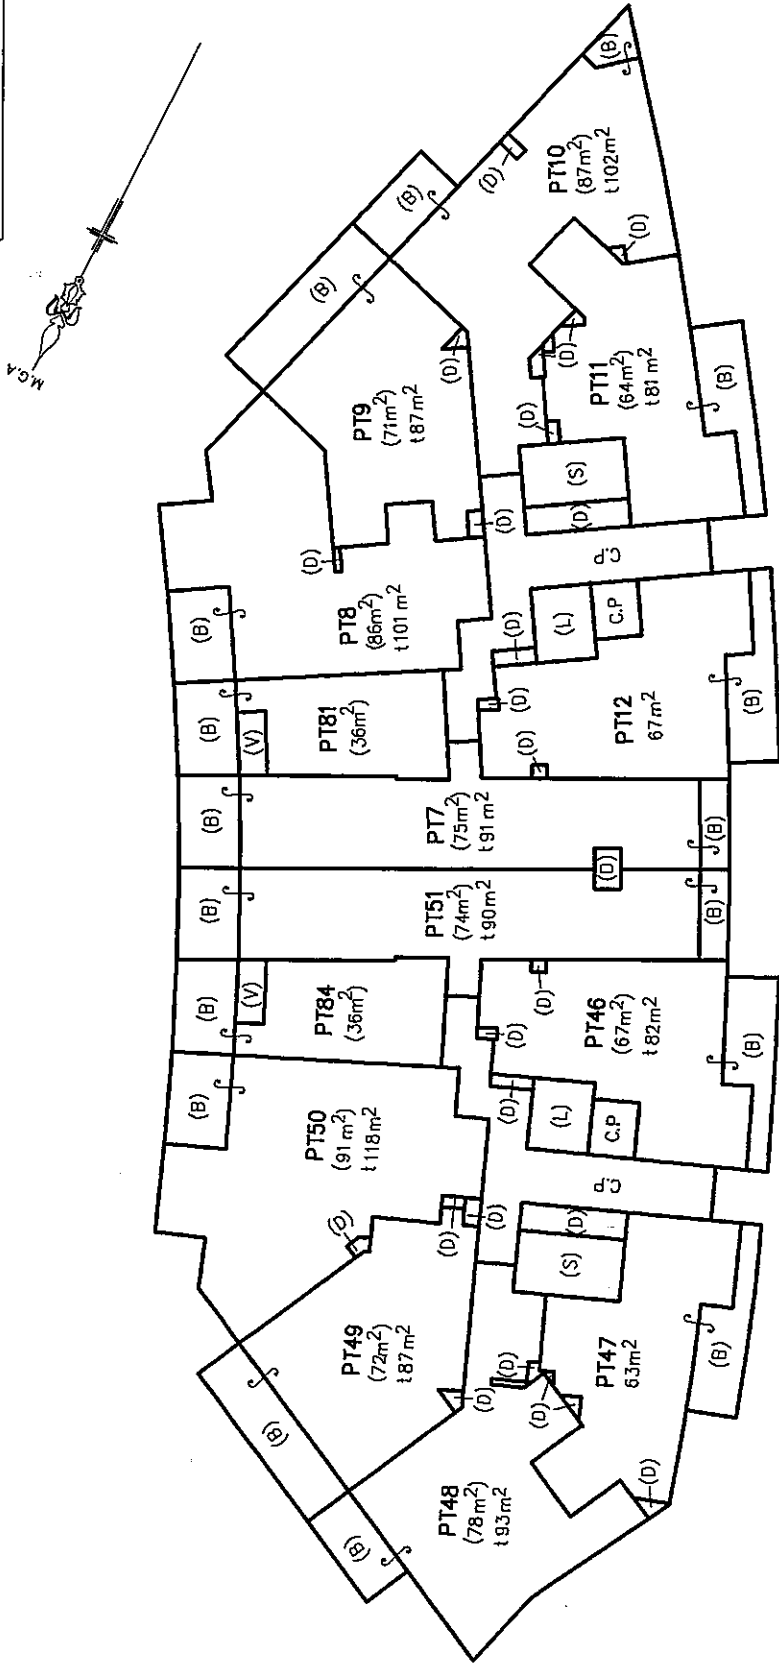 M.G.A
PT10
(87m²)
t102m²
(B)
(D)
(D)
(B)
(B)
PT9
(71m²)
t87m²
(D)
(D)
PT11
(64m²)
t81m²
(D)
(D)
(B)
(S)
(D)
C.P
PT8
(86m²)
t101m²
(D)
(B)
(D)
(L)
C.P
(B)
(V)
PT81
(36m²)
(D)
(D)
PT12
67m²
(B)
(B)
PT7
(75m²)
t91m²
(B)
(D)
(B)
PT51
(74m²)
t90m²
(B)
(B)
(V)
PT84
(36m²)
(D)
(D)
PT46
(67m²)
t82m²
(B)
(B)
PT50
(91m²)
t118m²
(D)
(L)
C.P
(D)
(D)
(D)
C.P
(D)
(S)
PT49
(72m²)
t87m²
(D)
(B)
(D)
(D)
PT47
63m²
(B)
(D)
PT48
(78m²)
t93m²
(B)